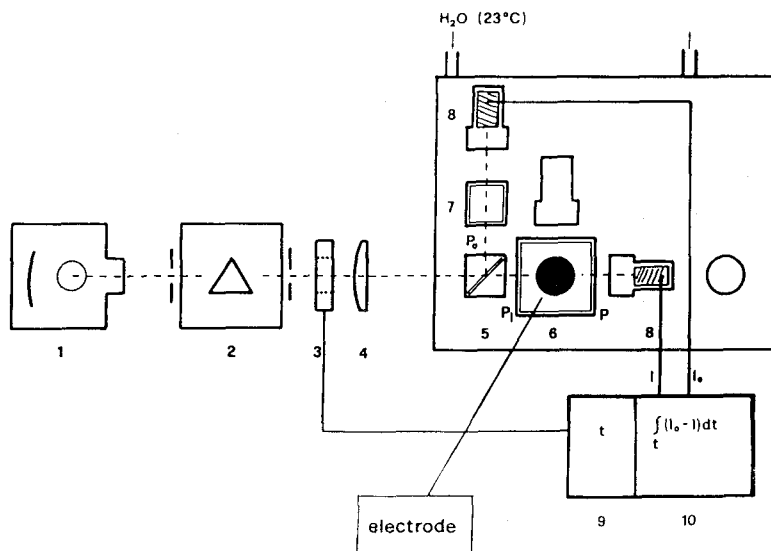 H₂O (23°C)
8
7
P₀
P₁
P
5
6
8
1
2
3
4
I
I₀
t
∫(I₀-I)dt
t
electrode
9
10